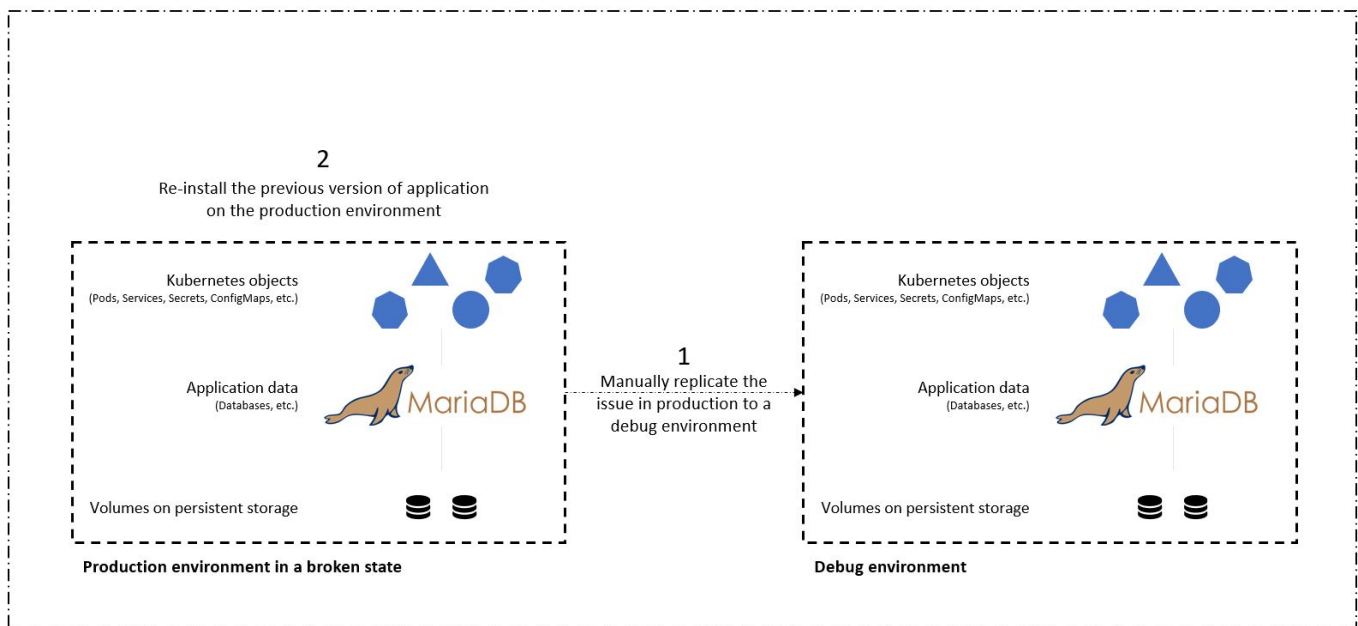 2
Re-install the previous version of application
on the production environment
Kubernetes objects
(Pods, Services, Secrets, ConfigMaps, etc.)
Application data
(Databases, etc.)
MariaDB
Volumes on persistent storage
Production environment in a broken state
1
Manually replicate the
issue in production to a
debug environment
Kubernetes objects
(Pods, Services, Secrets, ConfigMaps, etc.)
Application data
(Databases, etc.)
MariaDB
Volumes on persistent storage
Debug environment